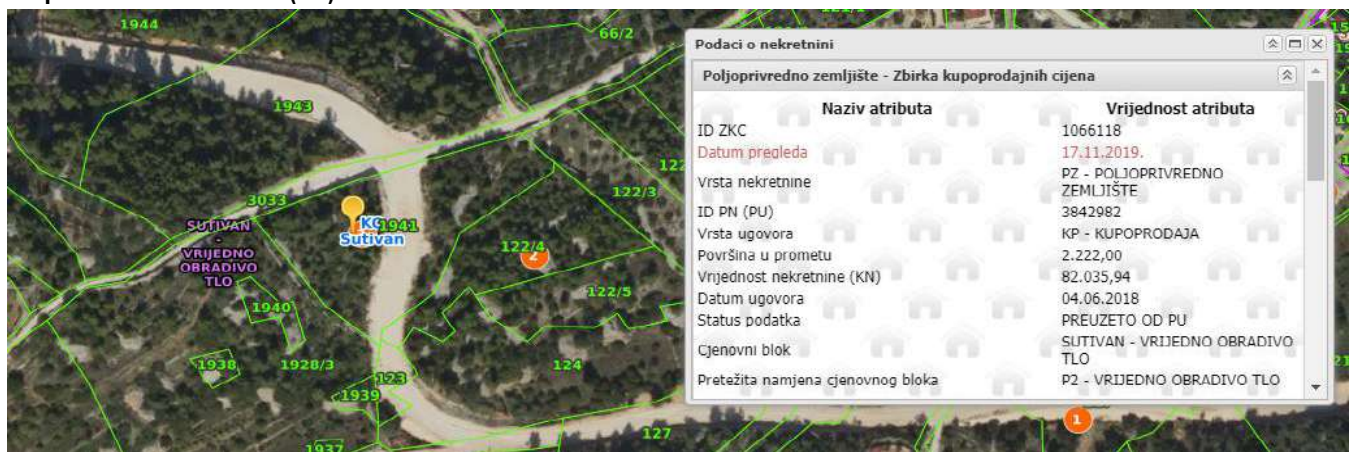 1944
66/2
1943
122/3
3033
SUTIVAN
-
VRIJEDNO
OBRADIVO
TLO
KO
Sutivan
1941
122/4
2
122/5
1940
1938
1928/3
123
124
1939
1937
127
1
Podaci o nekretnini
Poljoprivredno zemljište - Zbirka kupoprodajnih cijena
Naziv atributa Vrijednost atributa
ID ZKC 1066118
Datum pregleda 17.11.2019.
Vrsta nekretnine PZ - POLJOPRIVREDNO
ZEMLJIŠTE
ID PN (PU) 3842982
Vrsta ugovora KP - KUPOPRODAJA
Površina u prometu 2.222,00
Vrijednost nekretnine (KN) 82.035,94
Datum ugovora 04.06.2018
Status podatka PREUZETO OD PU
Cjenovni blok SUTIVAN - VRIJEDNO OBRADIVO
TLO
Pretežita namjena cjenovnog bloka P2 - VRIJEDNO OBRADIVO TLO